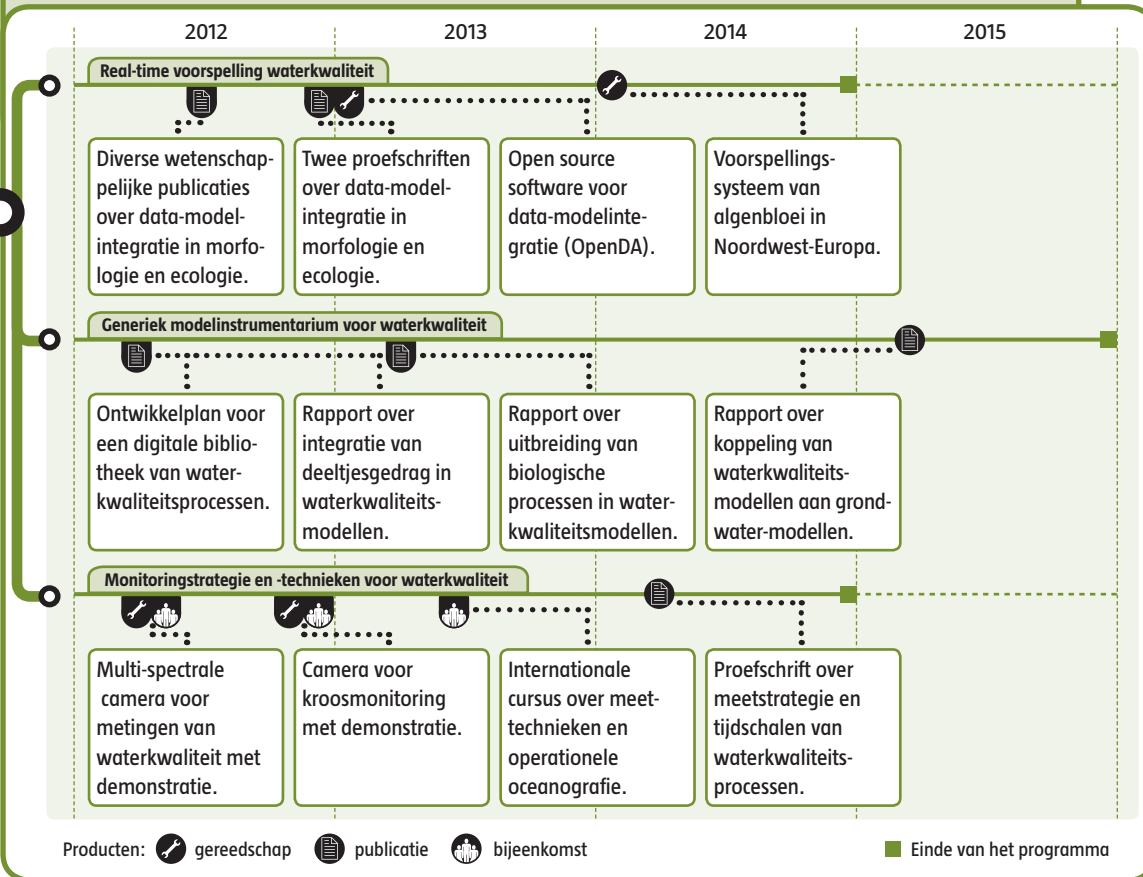 2012 2013 2014 2015
Real-time voorspelling waterkwaliteit
Diverse wetenschap-
pelijke publicaties
over data-model-
integratie in morfo-
logie en ecologie.
Twee proefschriften
over data-model-
integratie in
morfologie en
ecologie.
Open source
software voor
data-modelinte-
gratie (OpenDA).
Voorspellings-
systeem van
algenbloei in
Noordwest-Europa.
Generiek modelinstrumentarium voor waterkwaliteit
Ontwikkelplan voor
een digitale biblio-
theek van water-
kwaliteitsprocessen.
Rapport over
integratie van
deeltjesgedrag in
waterkwaliteits-
modellen.
Rapport over
uitbreiding van
biologische
processen in water-
kwaliteitsmodellen.
Rapport over
koppeling van
waterkwaliteits-
modellen aan grond-
water-modellen.
Monitoringstrategie en -technieken voor waterkwaliteit
Multi-spectrale
camera voor
metingen van
waterkwaliteit met
demonstratie.
Camera voor
kroosmonitoring
met demonstratie.
Internationale
cursus over meet-
technieken en
operationele
oceanografie.
Proefschrift over
meetstrategie en
tijdschalen van
waterkwaliteits-
processen.
Producten: gereedschap publicatie bijeenkomst Einde van het programma